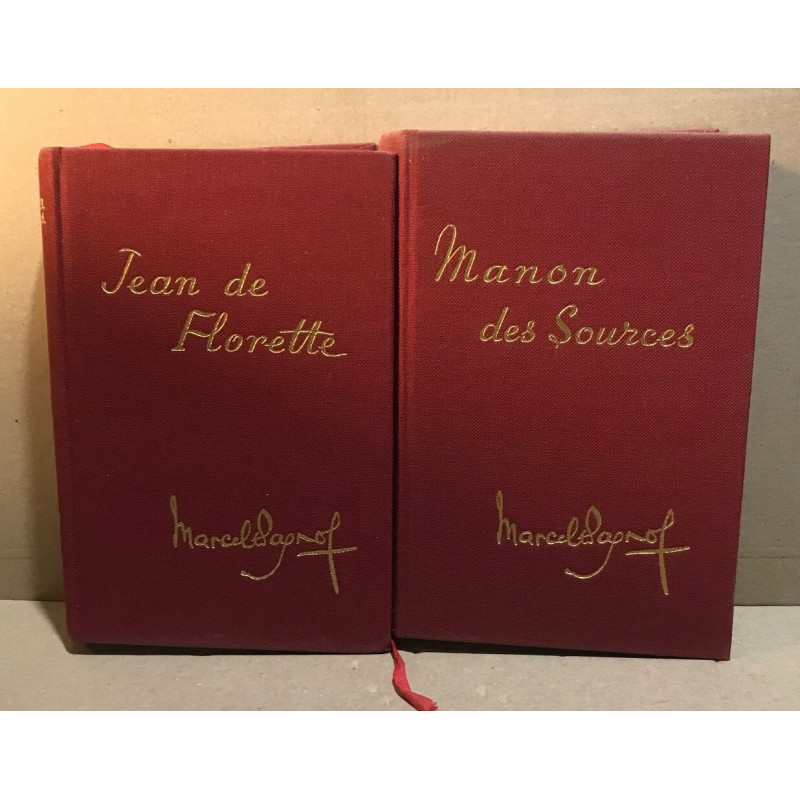 Jean de
Florette
Marcel Pagnol
Manon
des Sources
Marcel Pagnol